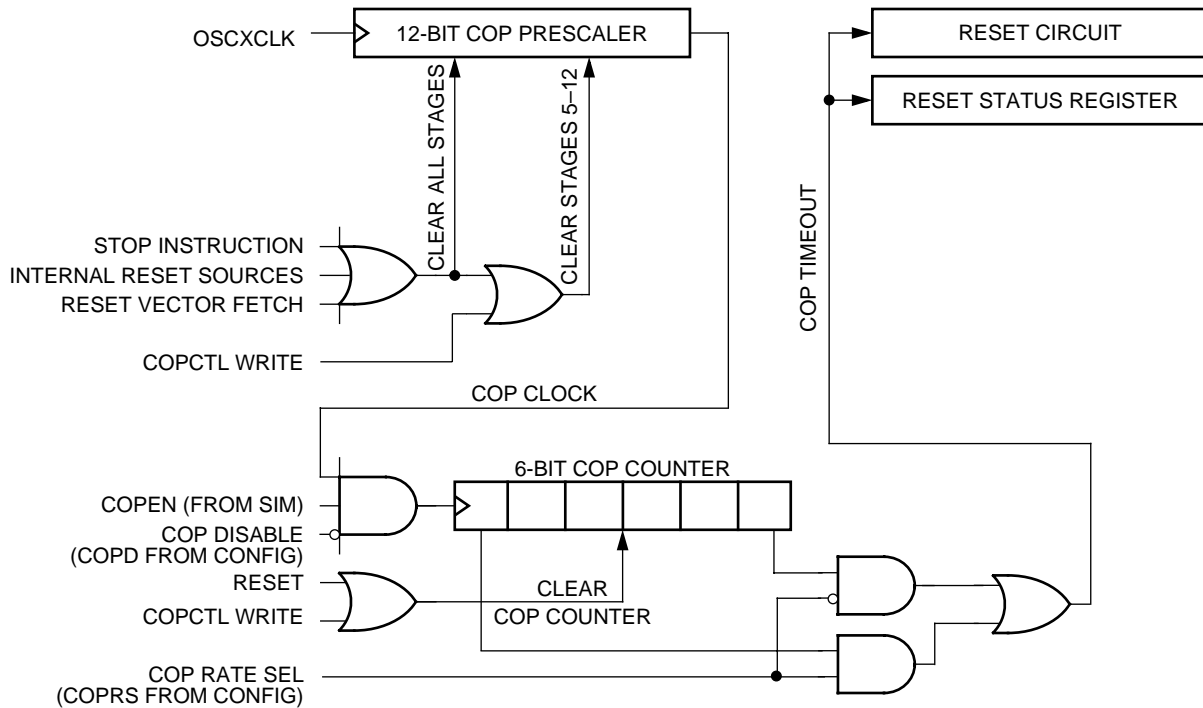 OSCXCLK
12-BIT COP PRESCALER
RESET CIRCUIT
RESET STATUS REGISTER
CLEAR ALL STAGES
CLEAR STAGES 5–12
COP TIMEOUT
STOP INSTRUCTION
INTERNAL RESET SOURCES
RESET VECTOR FETCH
COPCTL WRITE
COP CLOCK
6-BIT COP COUNTER
COPEN (FROM SIM)
COP DISABLE
(COPD FROM CONFIG)
RESET
COPCTL WRITE
CLEAR
COP COUNTER
COP RATE SEL
(COPRS FROM CONFIG)